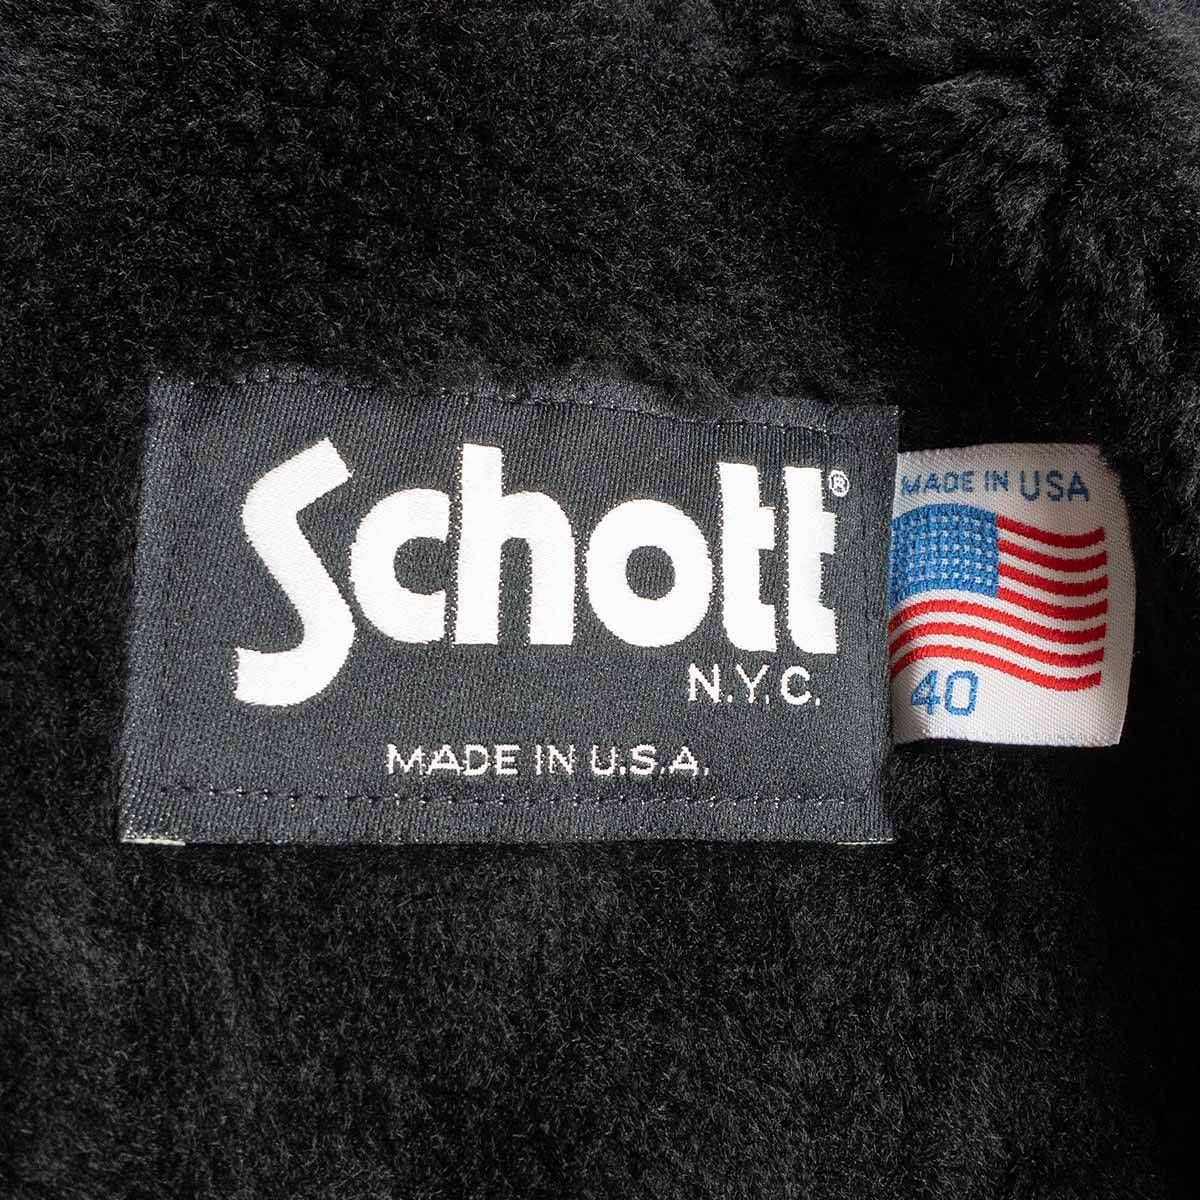 Schott®
N.Y.C.
MADE IN U.S.A.
MADE IN USA
40